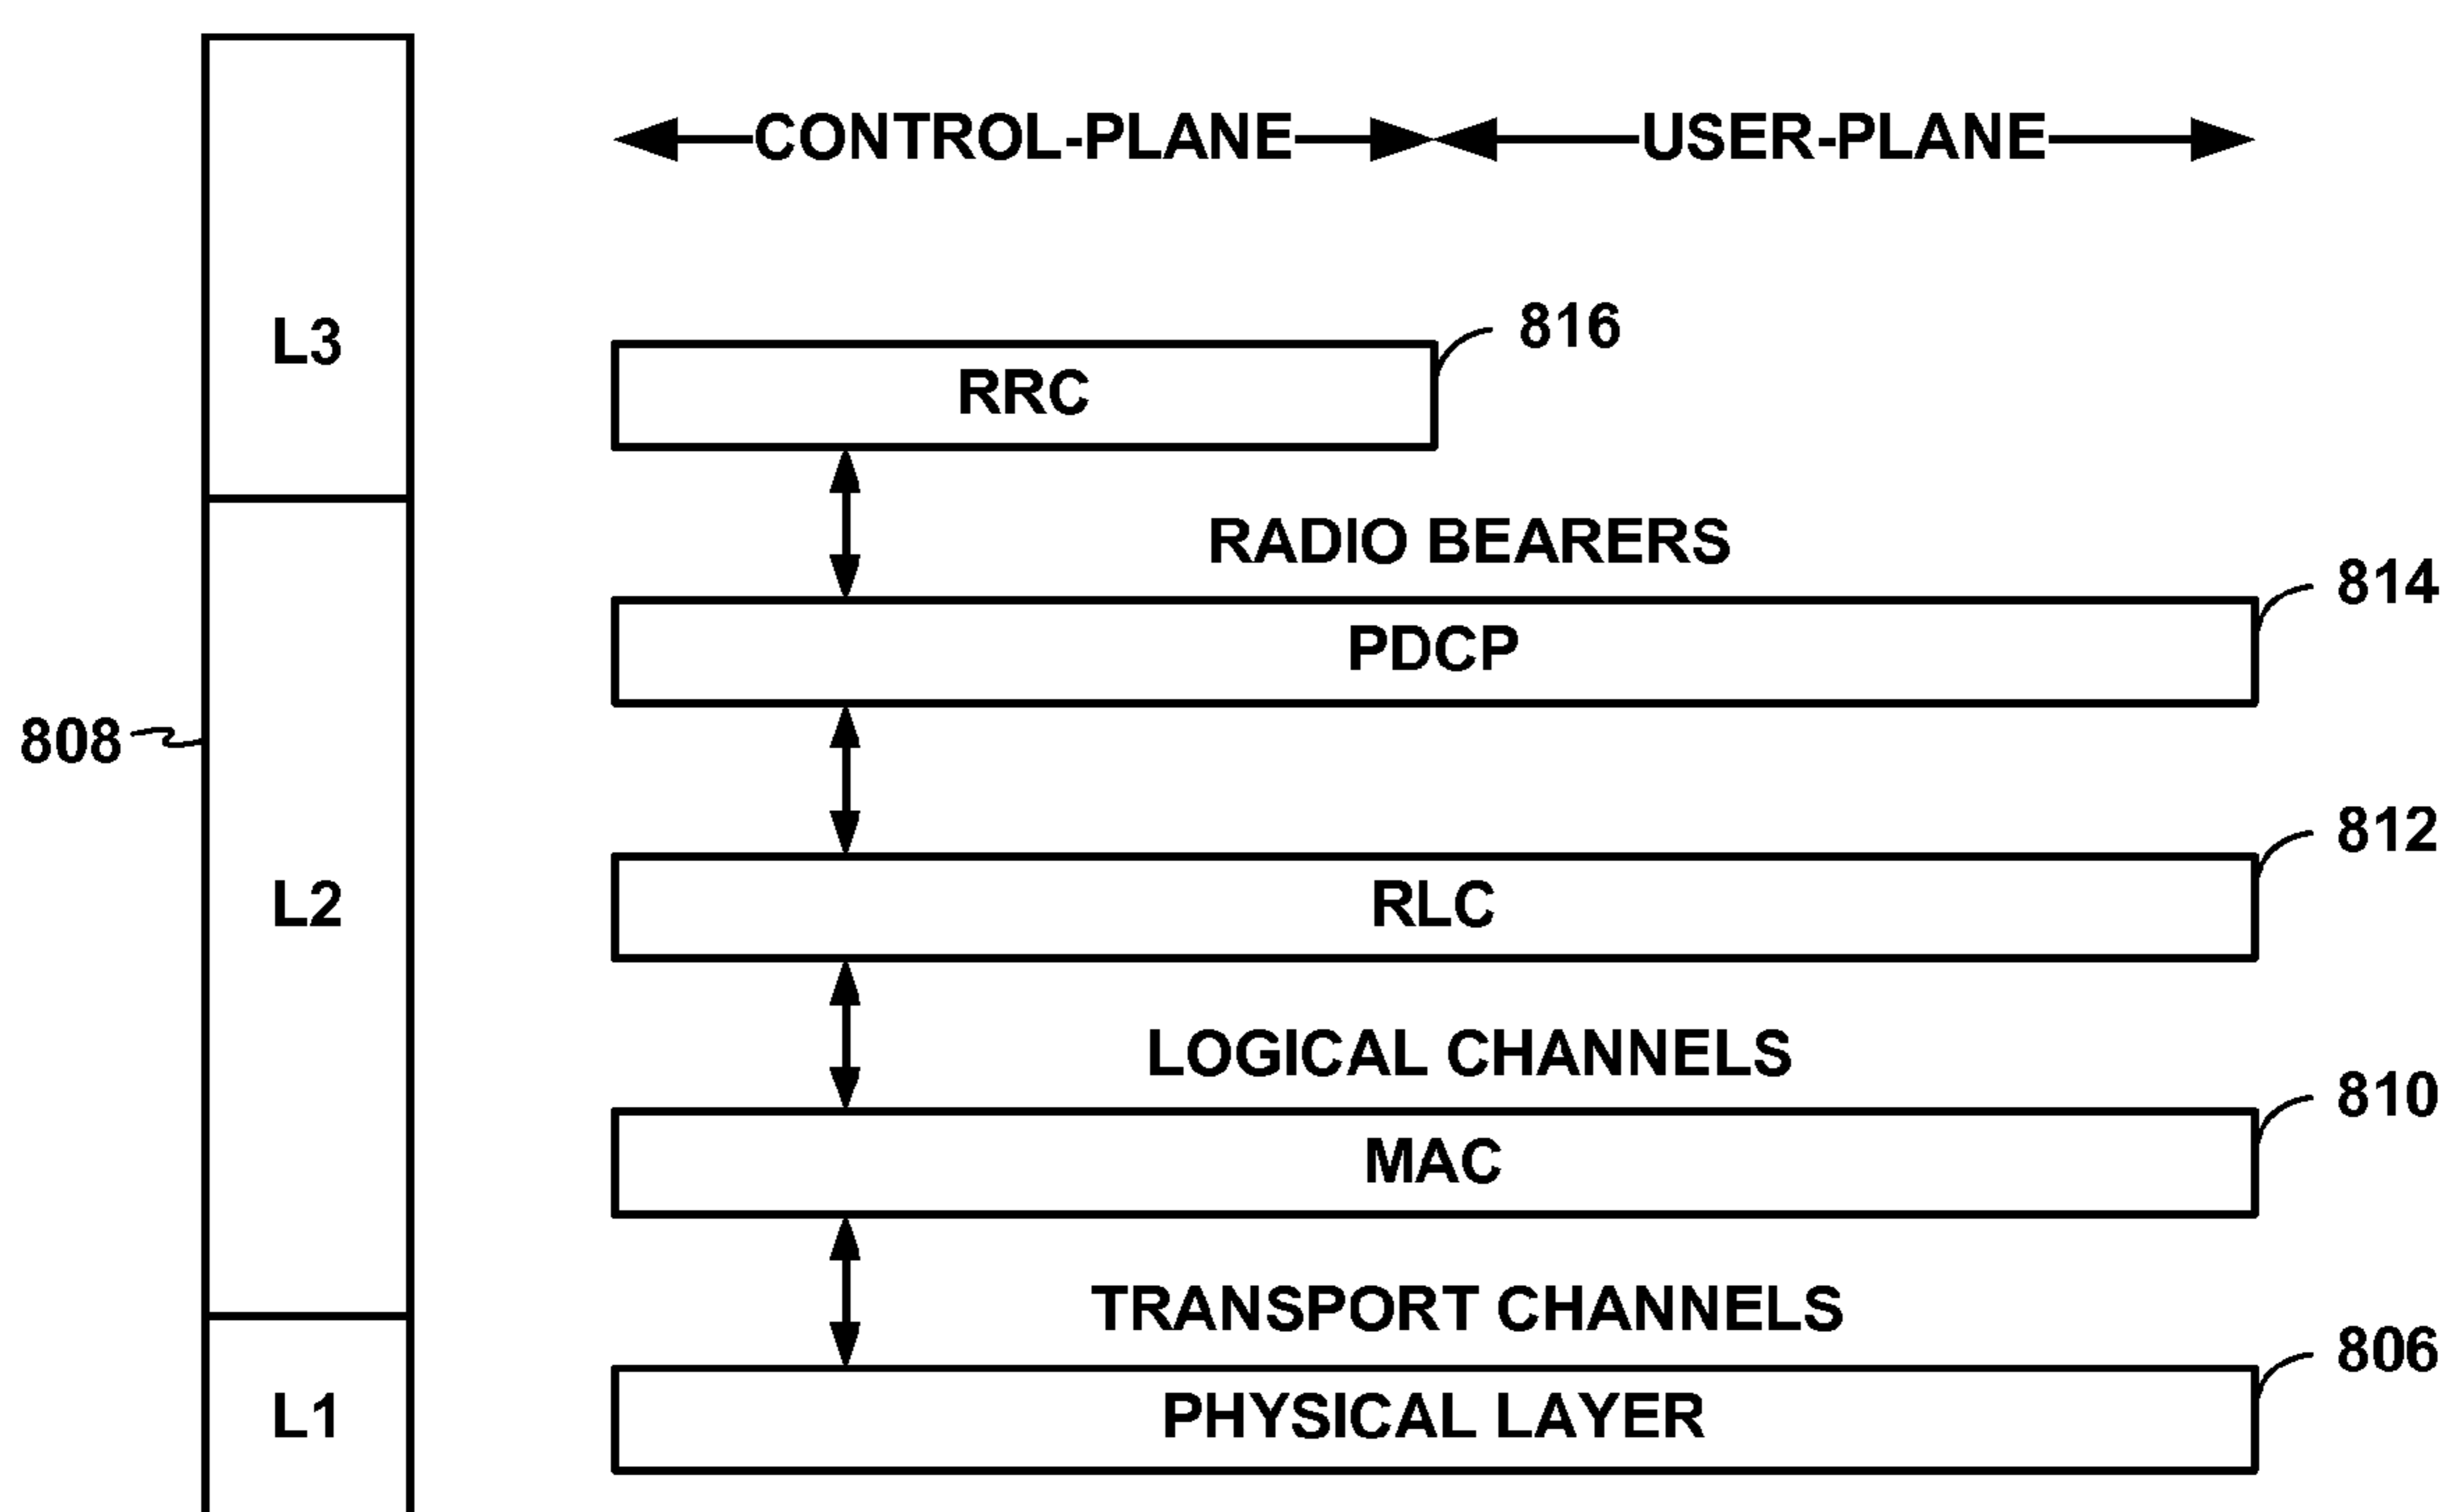 CONTROL-PLANE USER-PLANE
L3
816
RRC
RADIO BEARERS
814
PDCP
808
812
L2
RLC
LOGICAL CHANNELS
810
MAC
TRANSPORT CHANNELS
806
L1
PHYSICAL LAYER